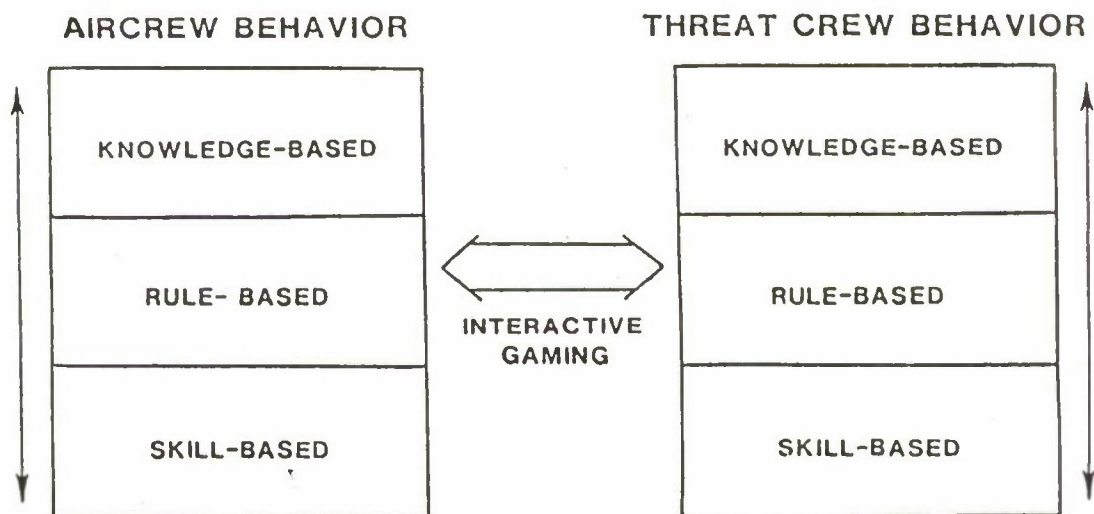 AIRCREW BEHAVIOR
KNOWLEDGE-BASED
RULE- BASED
SKILL-BASED
INTERACTIVE
GAMING
THREAT CREW BEHAVIOR
KNOWLEDGE-BASED
RULE-BASED
SKILL-BASED